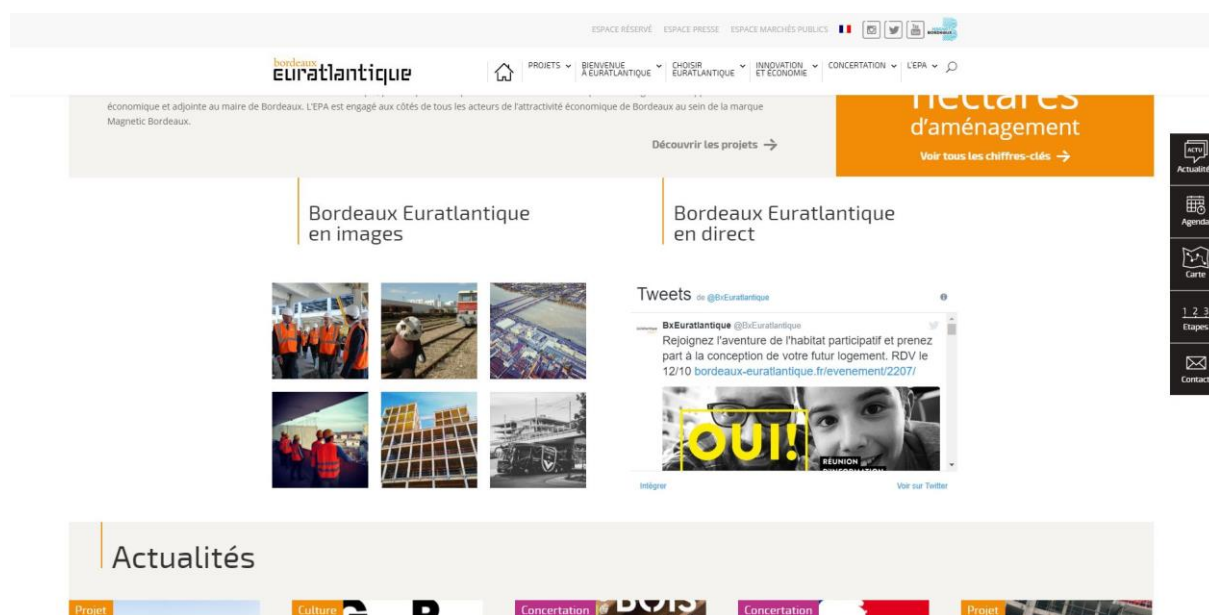 ESPACE RÉSERVÉ ESPACE PRESSE ESPACE MARCHÉS PUBLICS
bordeaux
euratlantique
PROJETS
BIENVENUE
À EURATLANTIQUE
CHOISIR
EURATLANTIQUE
INNOVATION
ET ÉCONOMIE
CONCERTATION
L'EPA
économique et adjointe au maire de Bordeaux. L'EPA est engagé aux côtés de tous les acteurs de l'attractivité économique de Bordeaux au sein de la marque
Magnetic Bordeaux.
Découvrir les projets
hectares
d'aménagement
Voir tous les chiffres-clés
ACTU
Actualité
Agenda
Carte
1 2 3
Etapes
Contact
Bordeaux Euratlantique
en images
Bordeaux Euratlantique
en direct
Tweets de @BxEuratlantique
BxEuratlantique @BxEuratlantique
Rejoignez l'aventure de l'habitat participatif et prenez
part à la conception de votre futur logement. RDV le
12/10 bordeaux-euratlantique.fr/evenement/2207/
OUI!
RÉUNION
D'INFORMATION
Intégrer
Voir sur Twitter
Actualités
Projet
Culture
Concertation
BOIS
Concertation
Projet